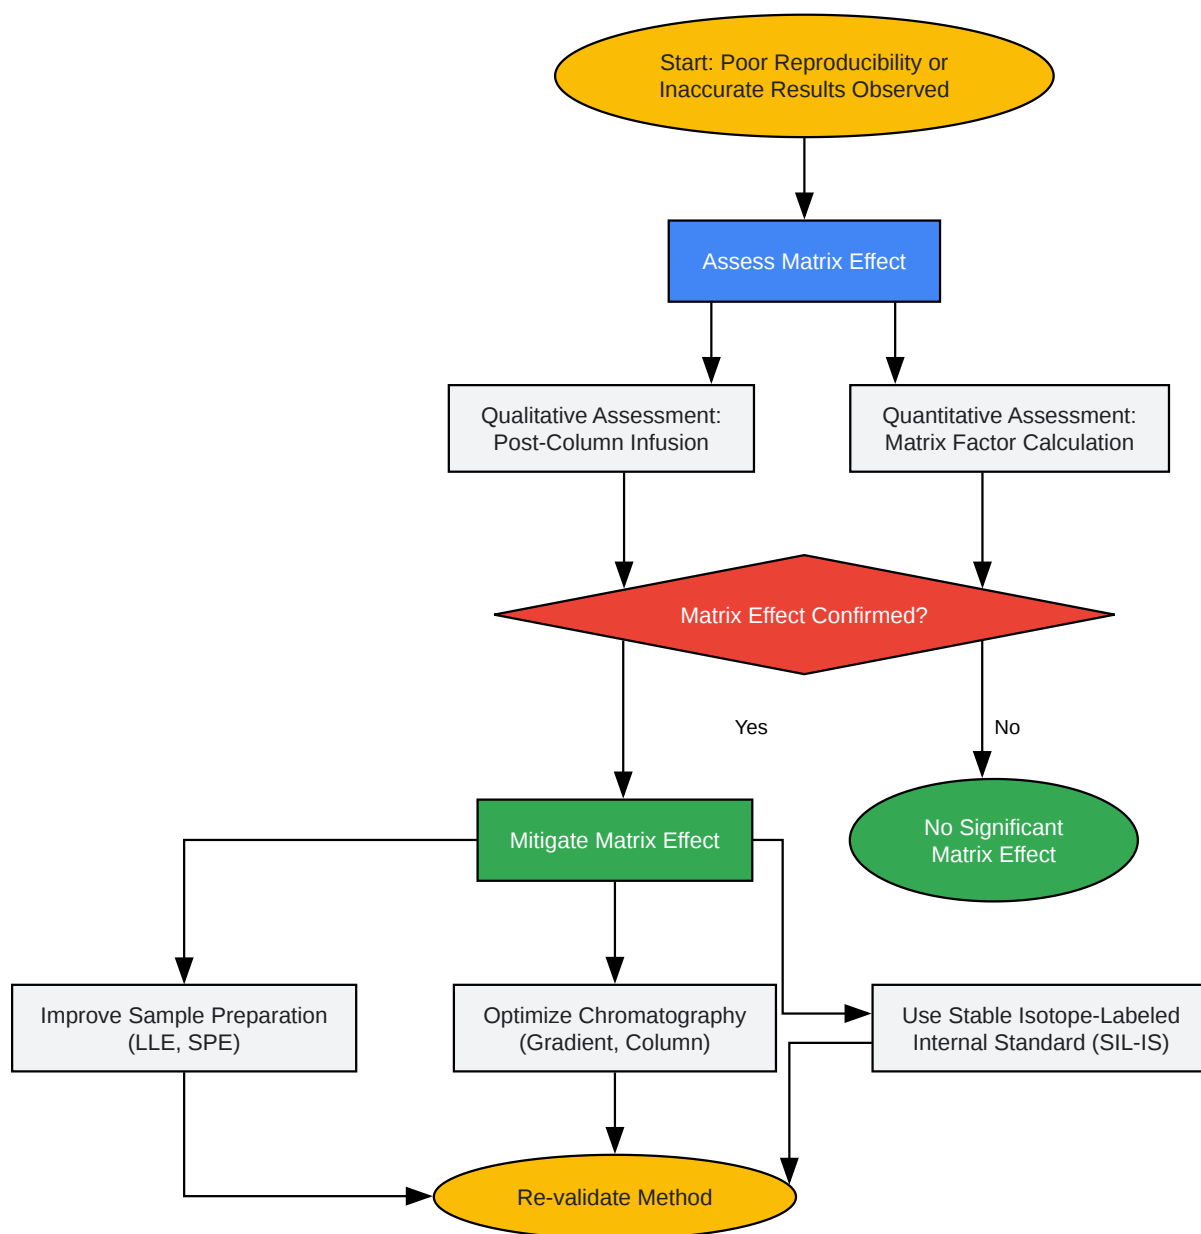 Start: Poor Reproducibility or
Inaccurate Results Observed
Assess Matrix Effect
Qualitative Assessment:
Post-Column Infusion
Quantitative Assessment:
Matrix Factor Calculation
Matrix Effect Confirmed?
Yes
No
Mitigate Matrix Effect
No Significant
Matrix Effect
Improve Sample Preparation
(LLE, SPE)
Optimize Chromatography
(Gradient, Column)
Use Stable Isotope-Labeled
Internal Standard (SIL-IS)
Re-validate Method